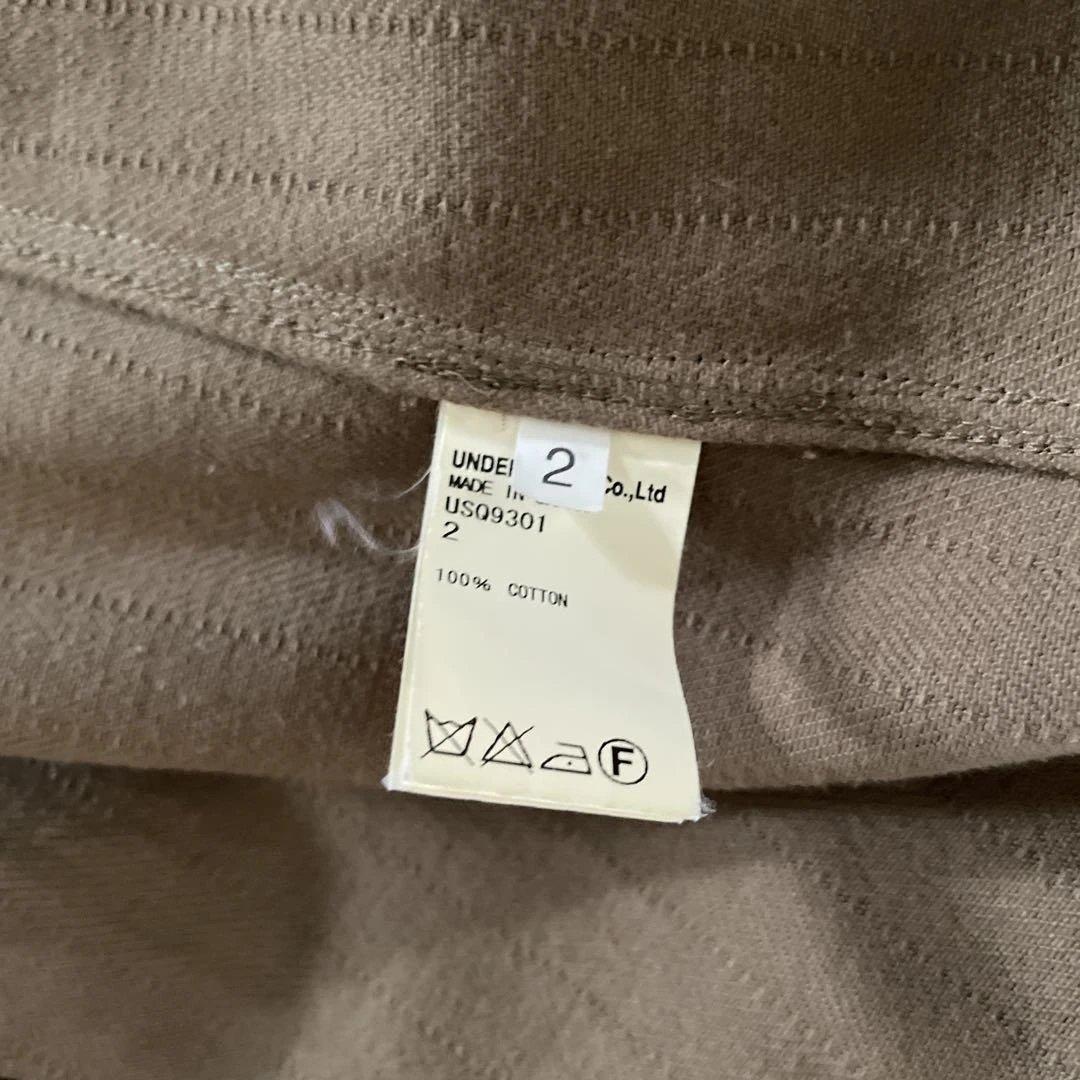 2
UNDER Co.,Ltd
MADE IN
USQ9301
2
100% COTTON
F